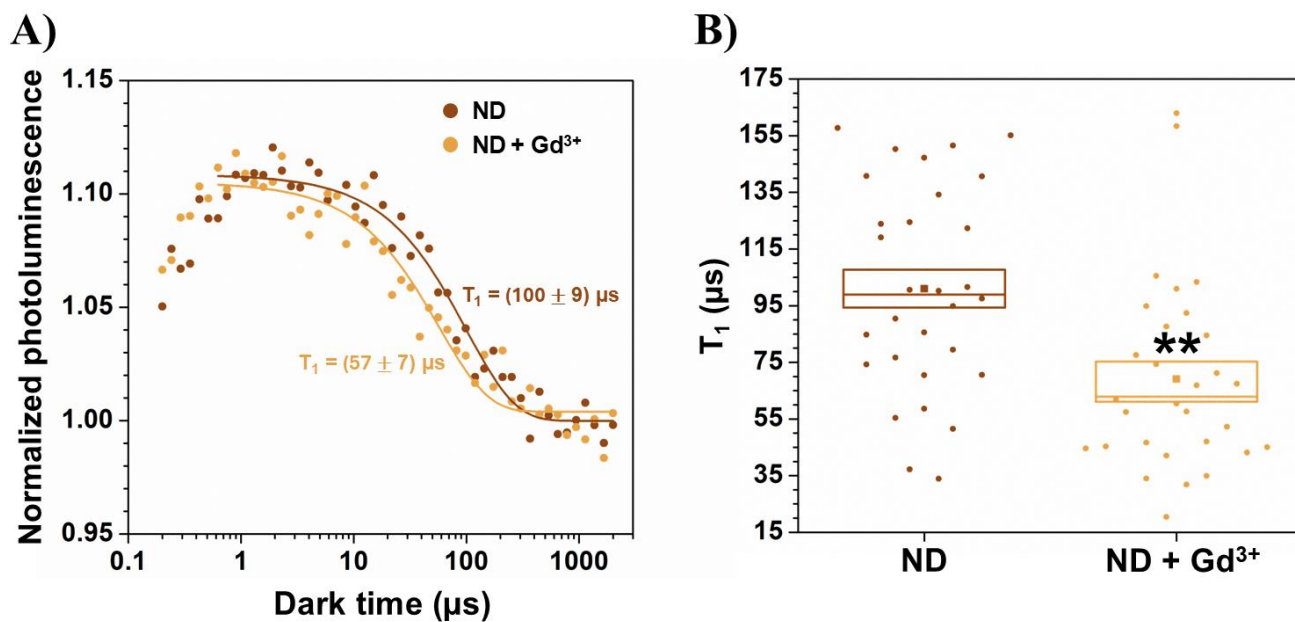 A)
Normalized photoluminescence
1.15
1.10
1.05
1.00
0.95
ND
ND + Gd³⁺
T₁ = (100 ± 9) µs
T₁ = (57 ± 7) µs
0.1 1 10 100 1000
Dark time (µs)
B)
T₁ (µs)
175
155
135
115
95
75
55
35
15
**
ND ND + Gd³⁺